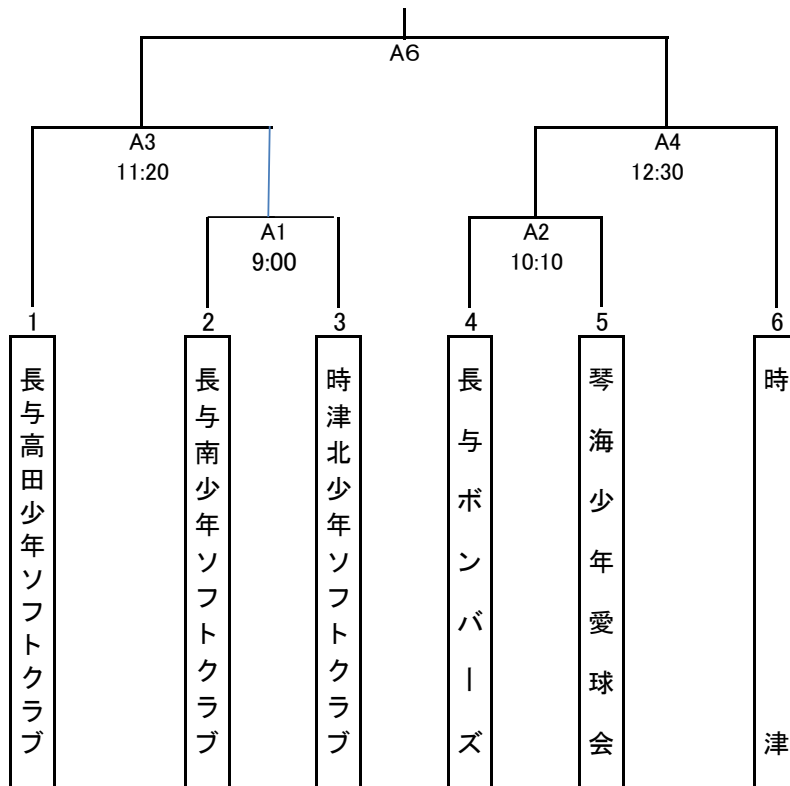 A6
A3
11:20
A4
12:30
A1
9:00
A2
10:10
1
2
3
4
5
6
長与高田少年ソフトクラブ
長与南少年ソフトクラブ
時津北少年ソフトクラブ
長与ボンバーズ
琴海少年愛球会
時津